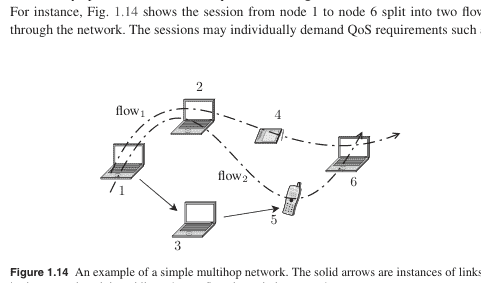 For instance, Fig. 1.14 shows the session from node 1 to node 6 split into two flow
through the network. The sessions may individually demand QoS requirements such
2
flow1
4
1
flow2
6
5
3
Figure 1.14 An example of a simple multihop network. The solid arrows are instances of links